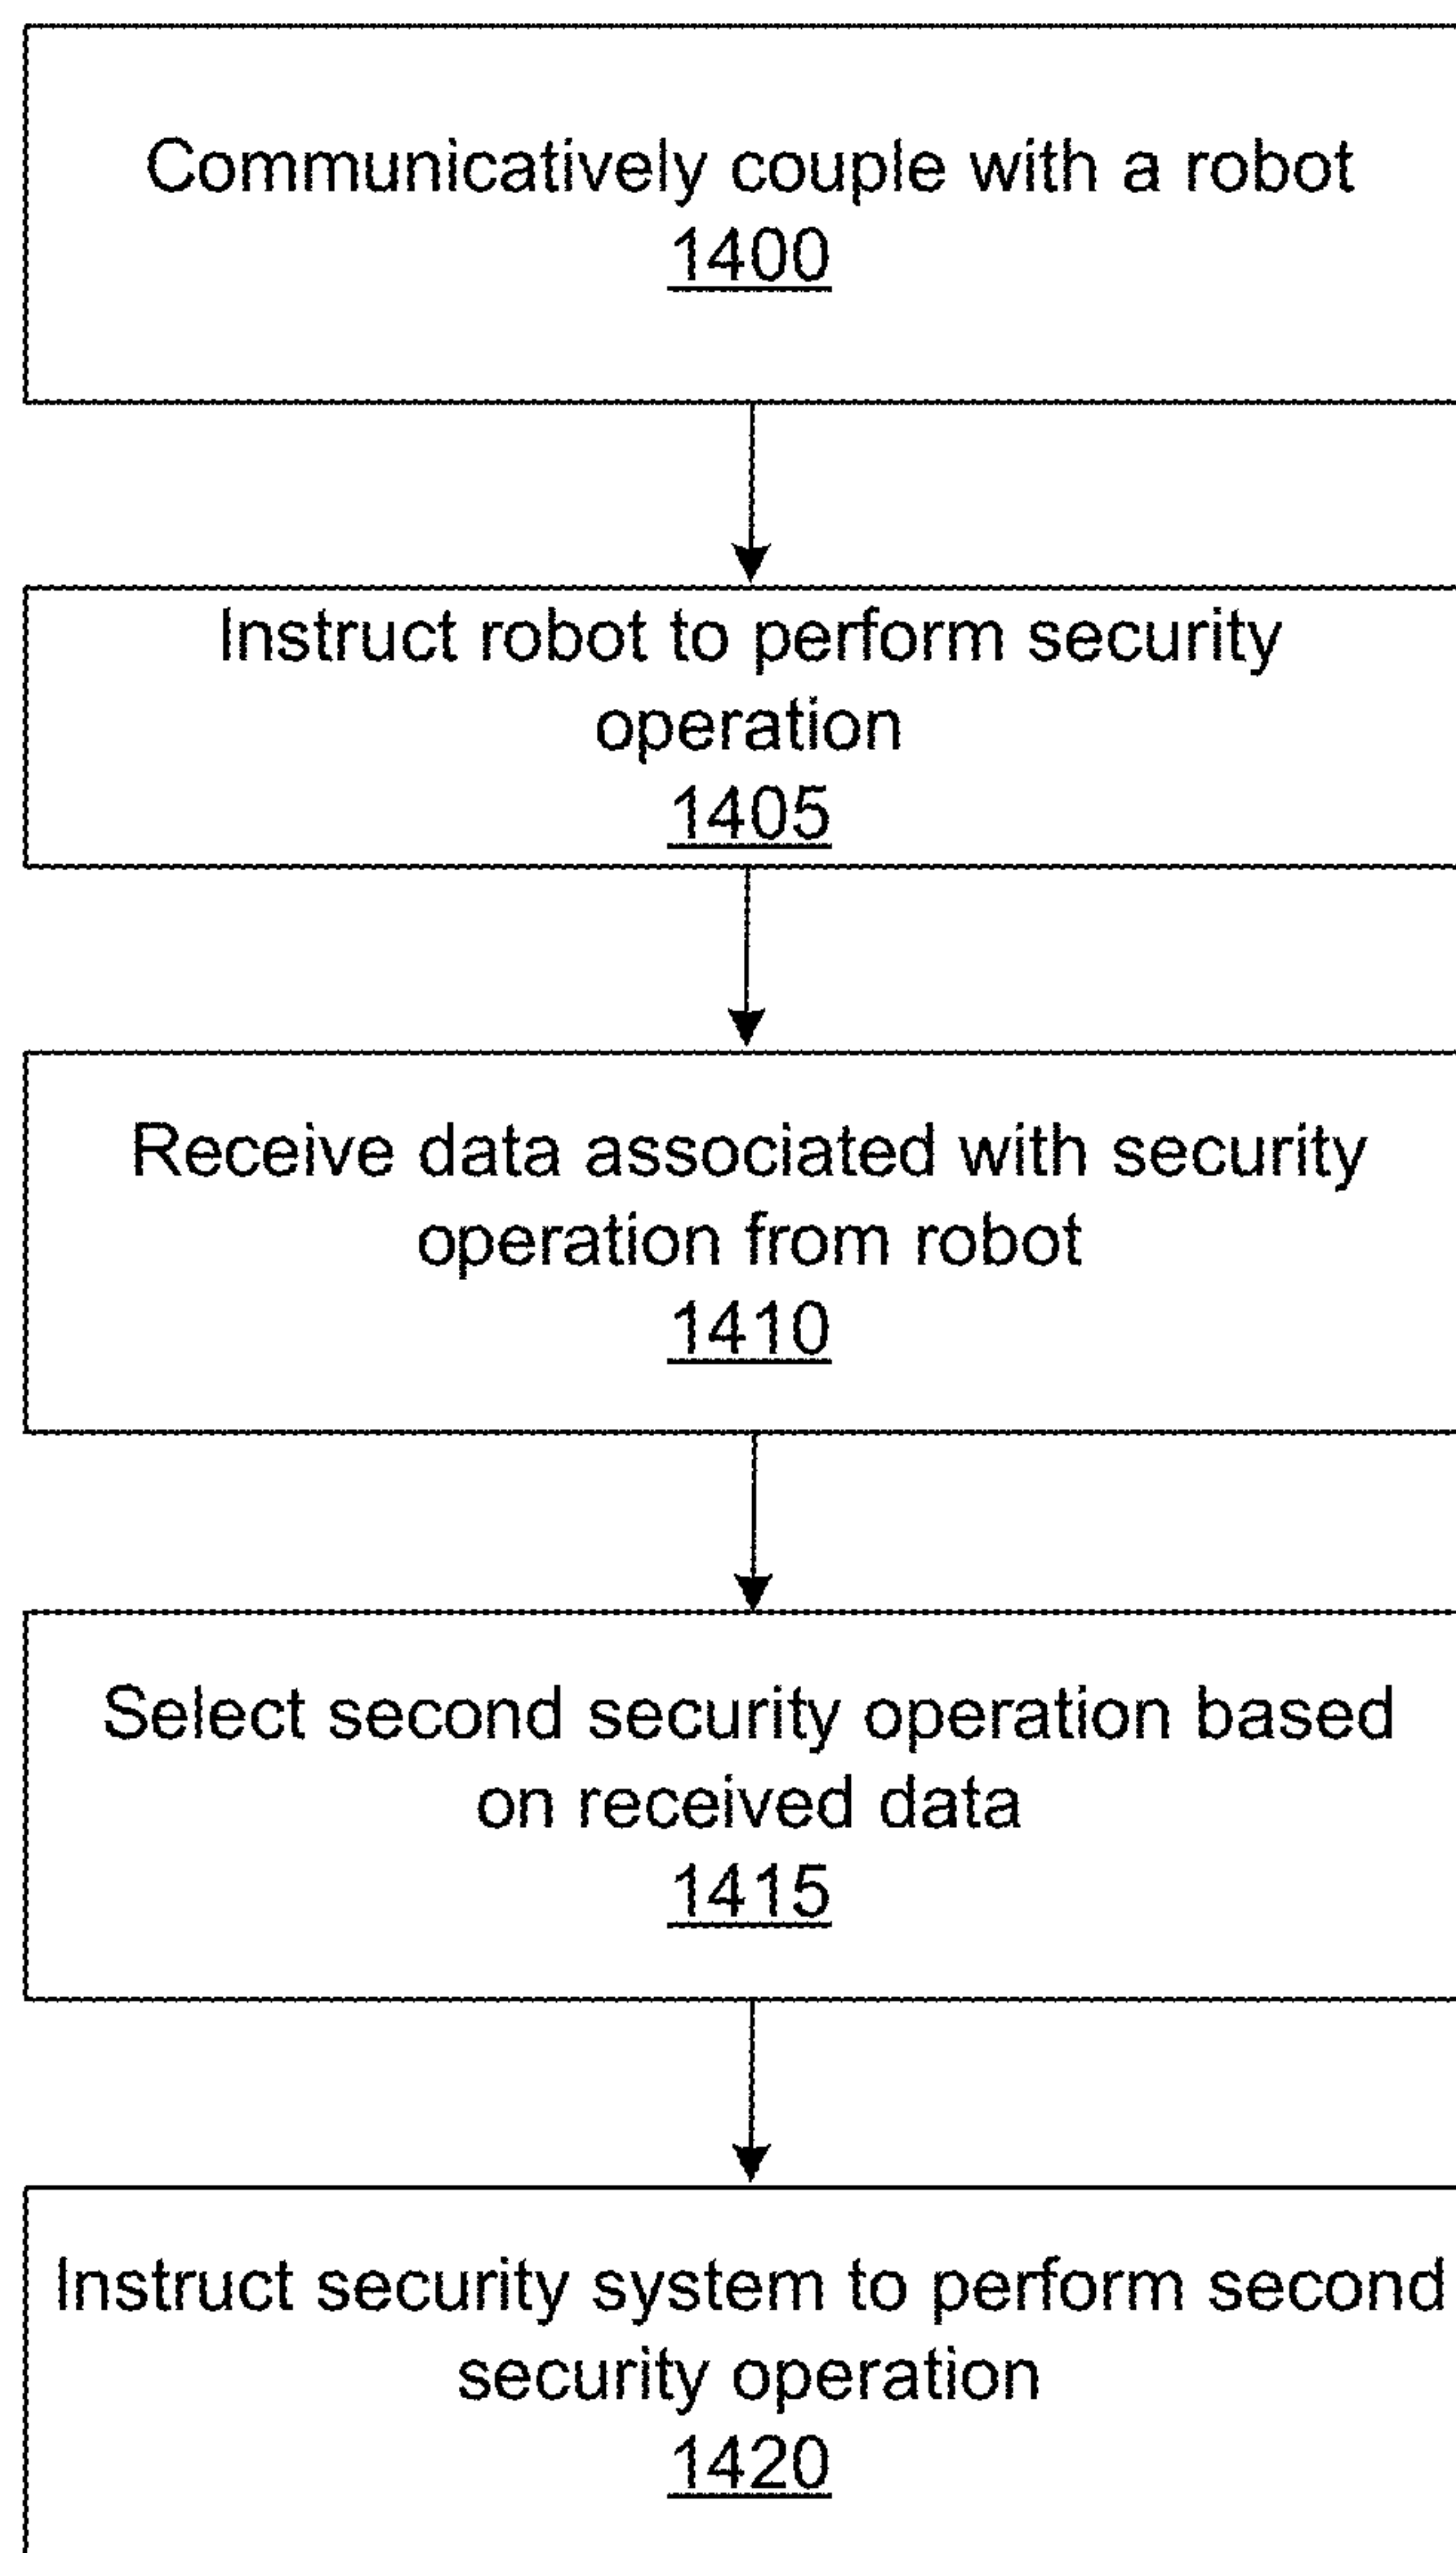 Communicatively couple with a robot
1400
Instruct robot to perform security
operation
1405
Receive data associated with security
operation from robot
1410
Select second security operation based
on received data
1415
Instruct security system to perform second
security operation
1420